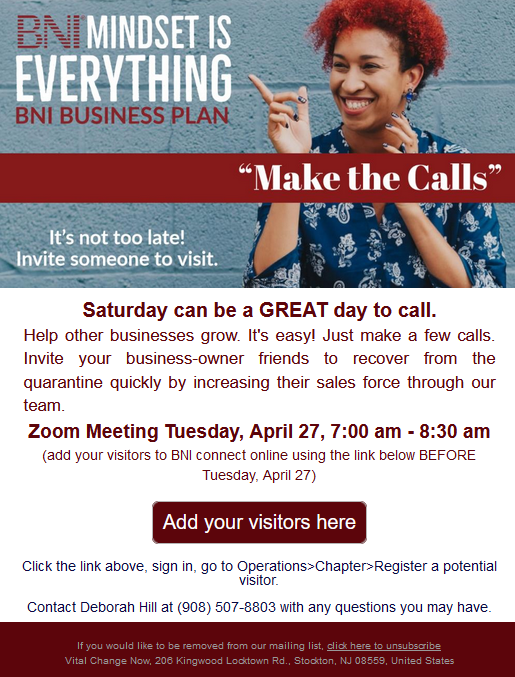 BNI MINDSET IS
EVERYTHING
BNI BUSINESS PLAN
“Make the Calls”
It’s not too late!
Invite someone to visit.
Saturday can be a GREAT day to call.
Help other businesses grow. It's easy! Just make a few calls.
Invite your business-owner friends to recover from the
quarantine quickly by increasing their sales force through our
team.
Zoom Meeting Tuesday, April 27, 7:00 am - 8:30 am
(add your visitors to BNI connect online using the link below BEFORE
Tuesday, April 27)
Add your visitors here
Click the link above, sign in, go to Operations>Chapter>Register a potential
visitor.
Contact Deborah Hill at (908) 507-8803 with any questions you may have.
If you would like to be removed from our mailing list, click here to unsubscribe
Vital Change Now, 206 Kingwood Locktown Rd., Stockton, NJ 08559, United States